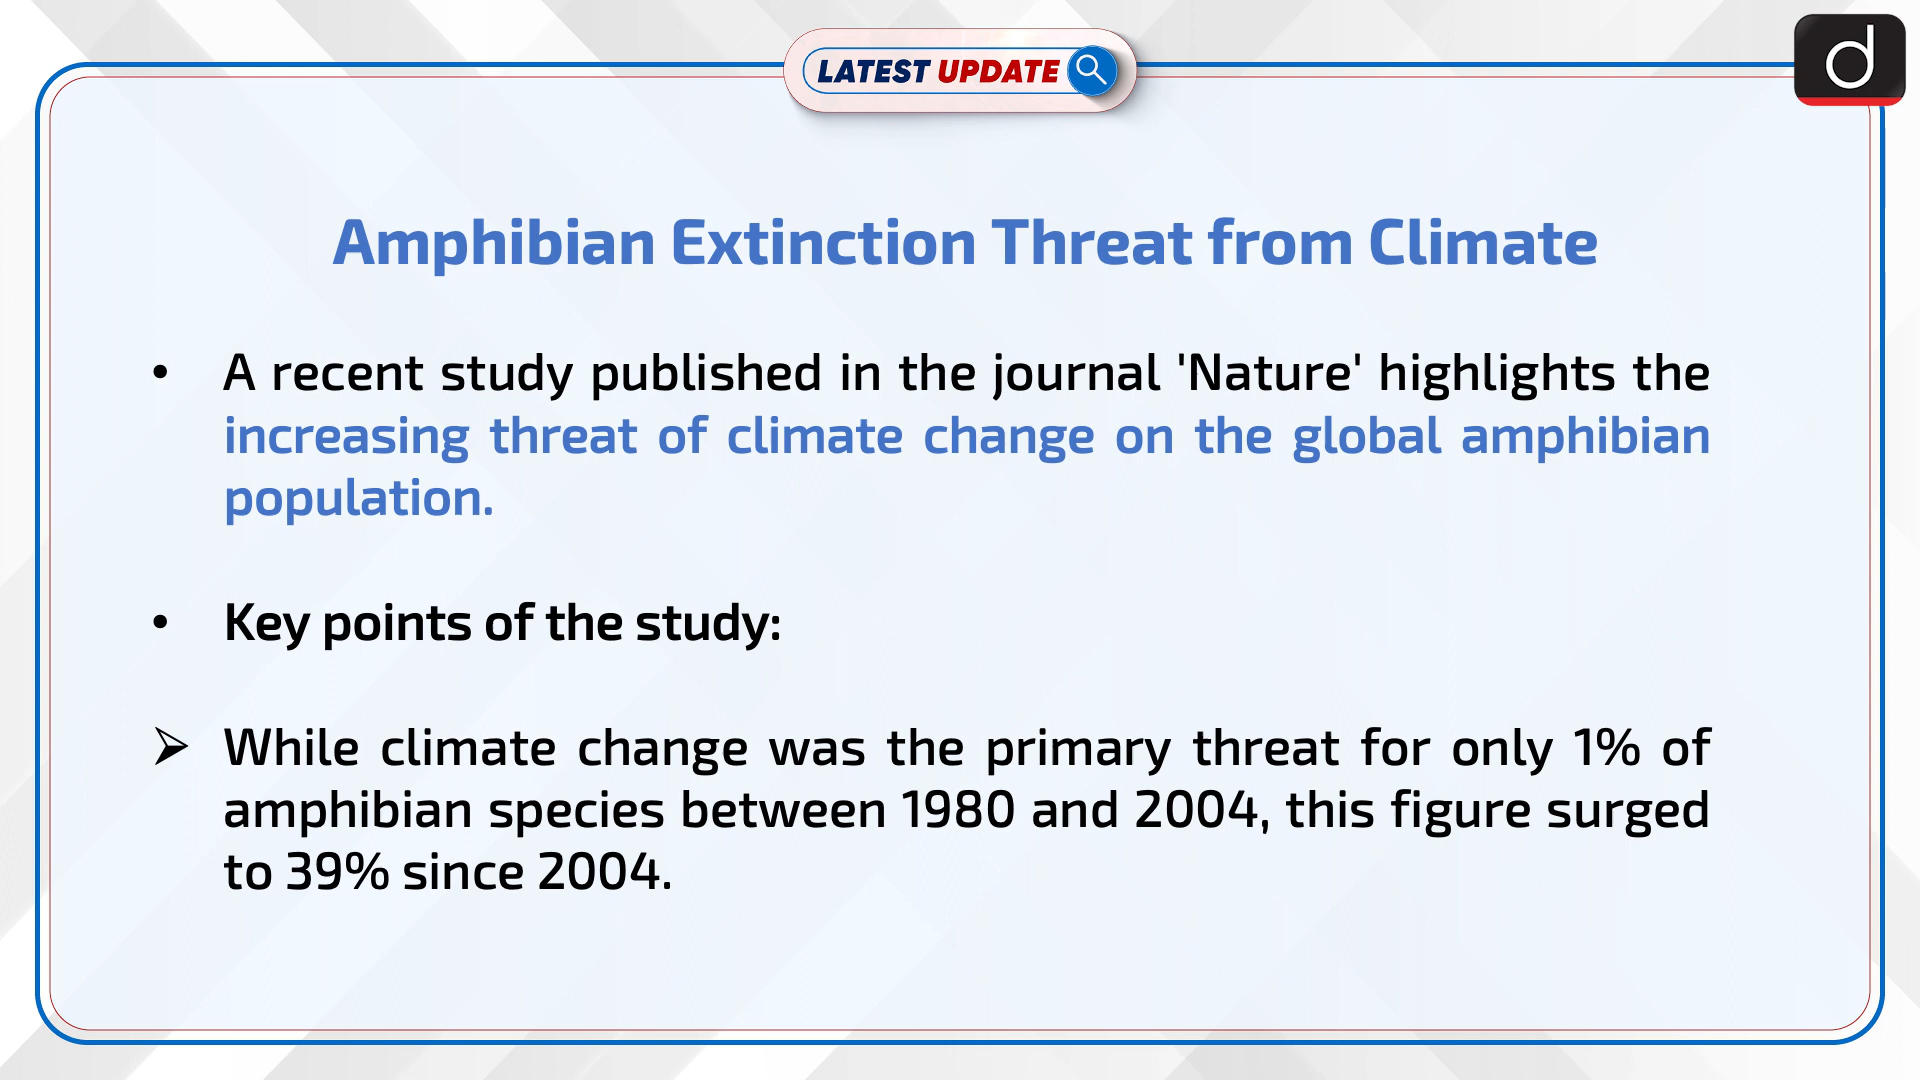 LATEST UPDATE
d
Amphibian Extinction Threat from Climate
• A recent study published in the journal 'Nature' highlights the
increasing threat of climate change on the global amphibian
population.
• Key points of the study:
➢ While climate change was the primary threat for only 1% of
amphibian species between 1980 and 2004, this figure surged
to 39% since 2004.